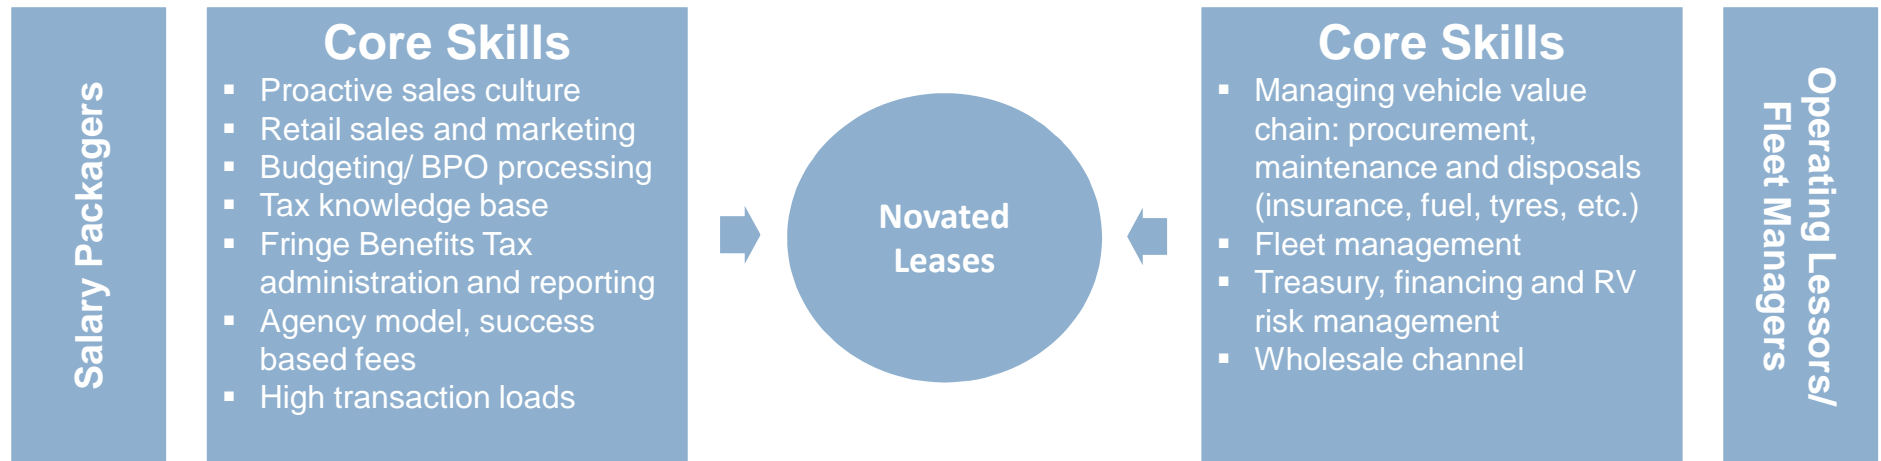 Salary Packagers
Core Skills
▪ Proactive sales culture
▪ Retail sales and marketing
▪ Budgeting/ BPO processing
▪ Tax knowledge base
▪ Fringe Benefits Tax
administration and reporting
▪ Agency model, success
based fees
▪ High transaction loads
Novated
Leases
Core Skills
▪ Managing vehicle value
chain: procurement,
maintenance and disposals
(insurance, fuel, tyres, etc.)
▪ Fleet management
▪ Treasury, financing and RV
risk management
▪ Wholesale channel
Operating Lessors/
Fleet Managers